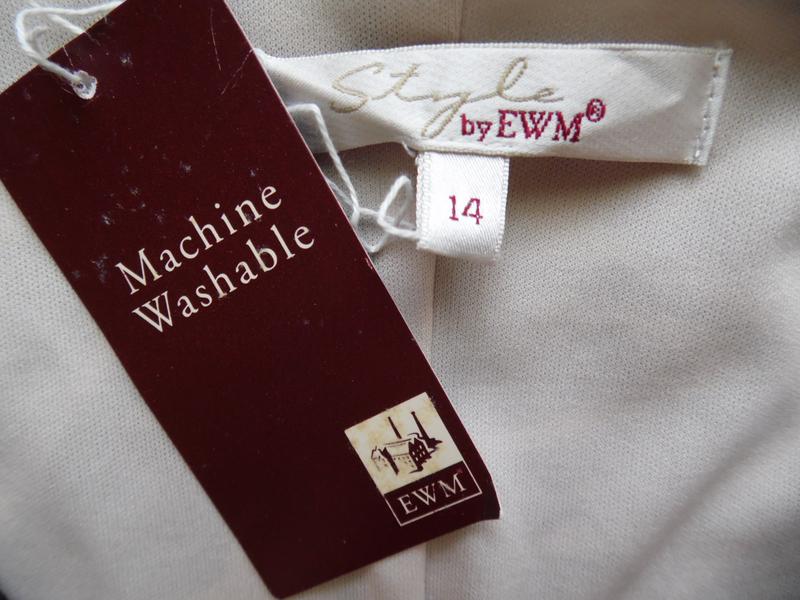 Style
by EWM®
14
Machine
Washable
EWM